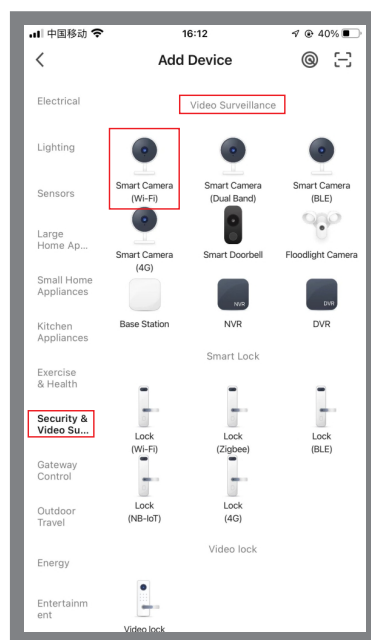 中国移动
16:12
40%
Add Device
Electrical
Lighting
Sensors
Large
Home Ap...
Small Home
Appliances
Kitchen
Appliances
Exercise
& Health
Security &
Video Su...
Gateway
Control
Outdoor
Travel
Energy
Entertainm
ent
Video Surveillance
Smart Camera
(Wi-Fi)
Smart Camera
(Dual Band)
Smart Camera
(BLE)
Smart Camera
(4G)
Smart Doorbell
Floodlight Camera
NVR
DVR
Base Station
NVR
DVR
Smart Lock
Lock
(Wi-Fi)
Lock
(Zigbee)
Lock
(BLE)
Lock
(NB-IoT)
Lock
(4G)
Video lock
Video lock